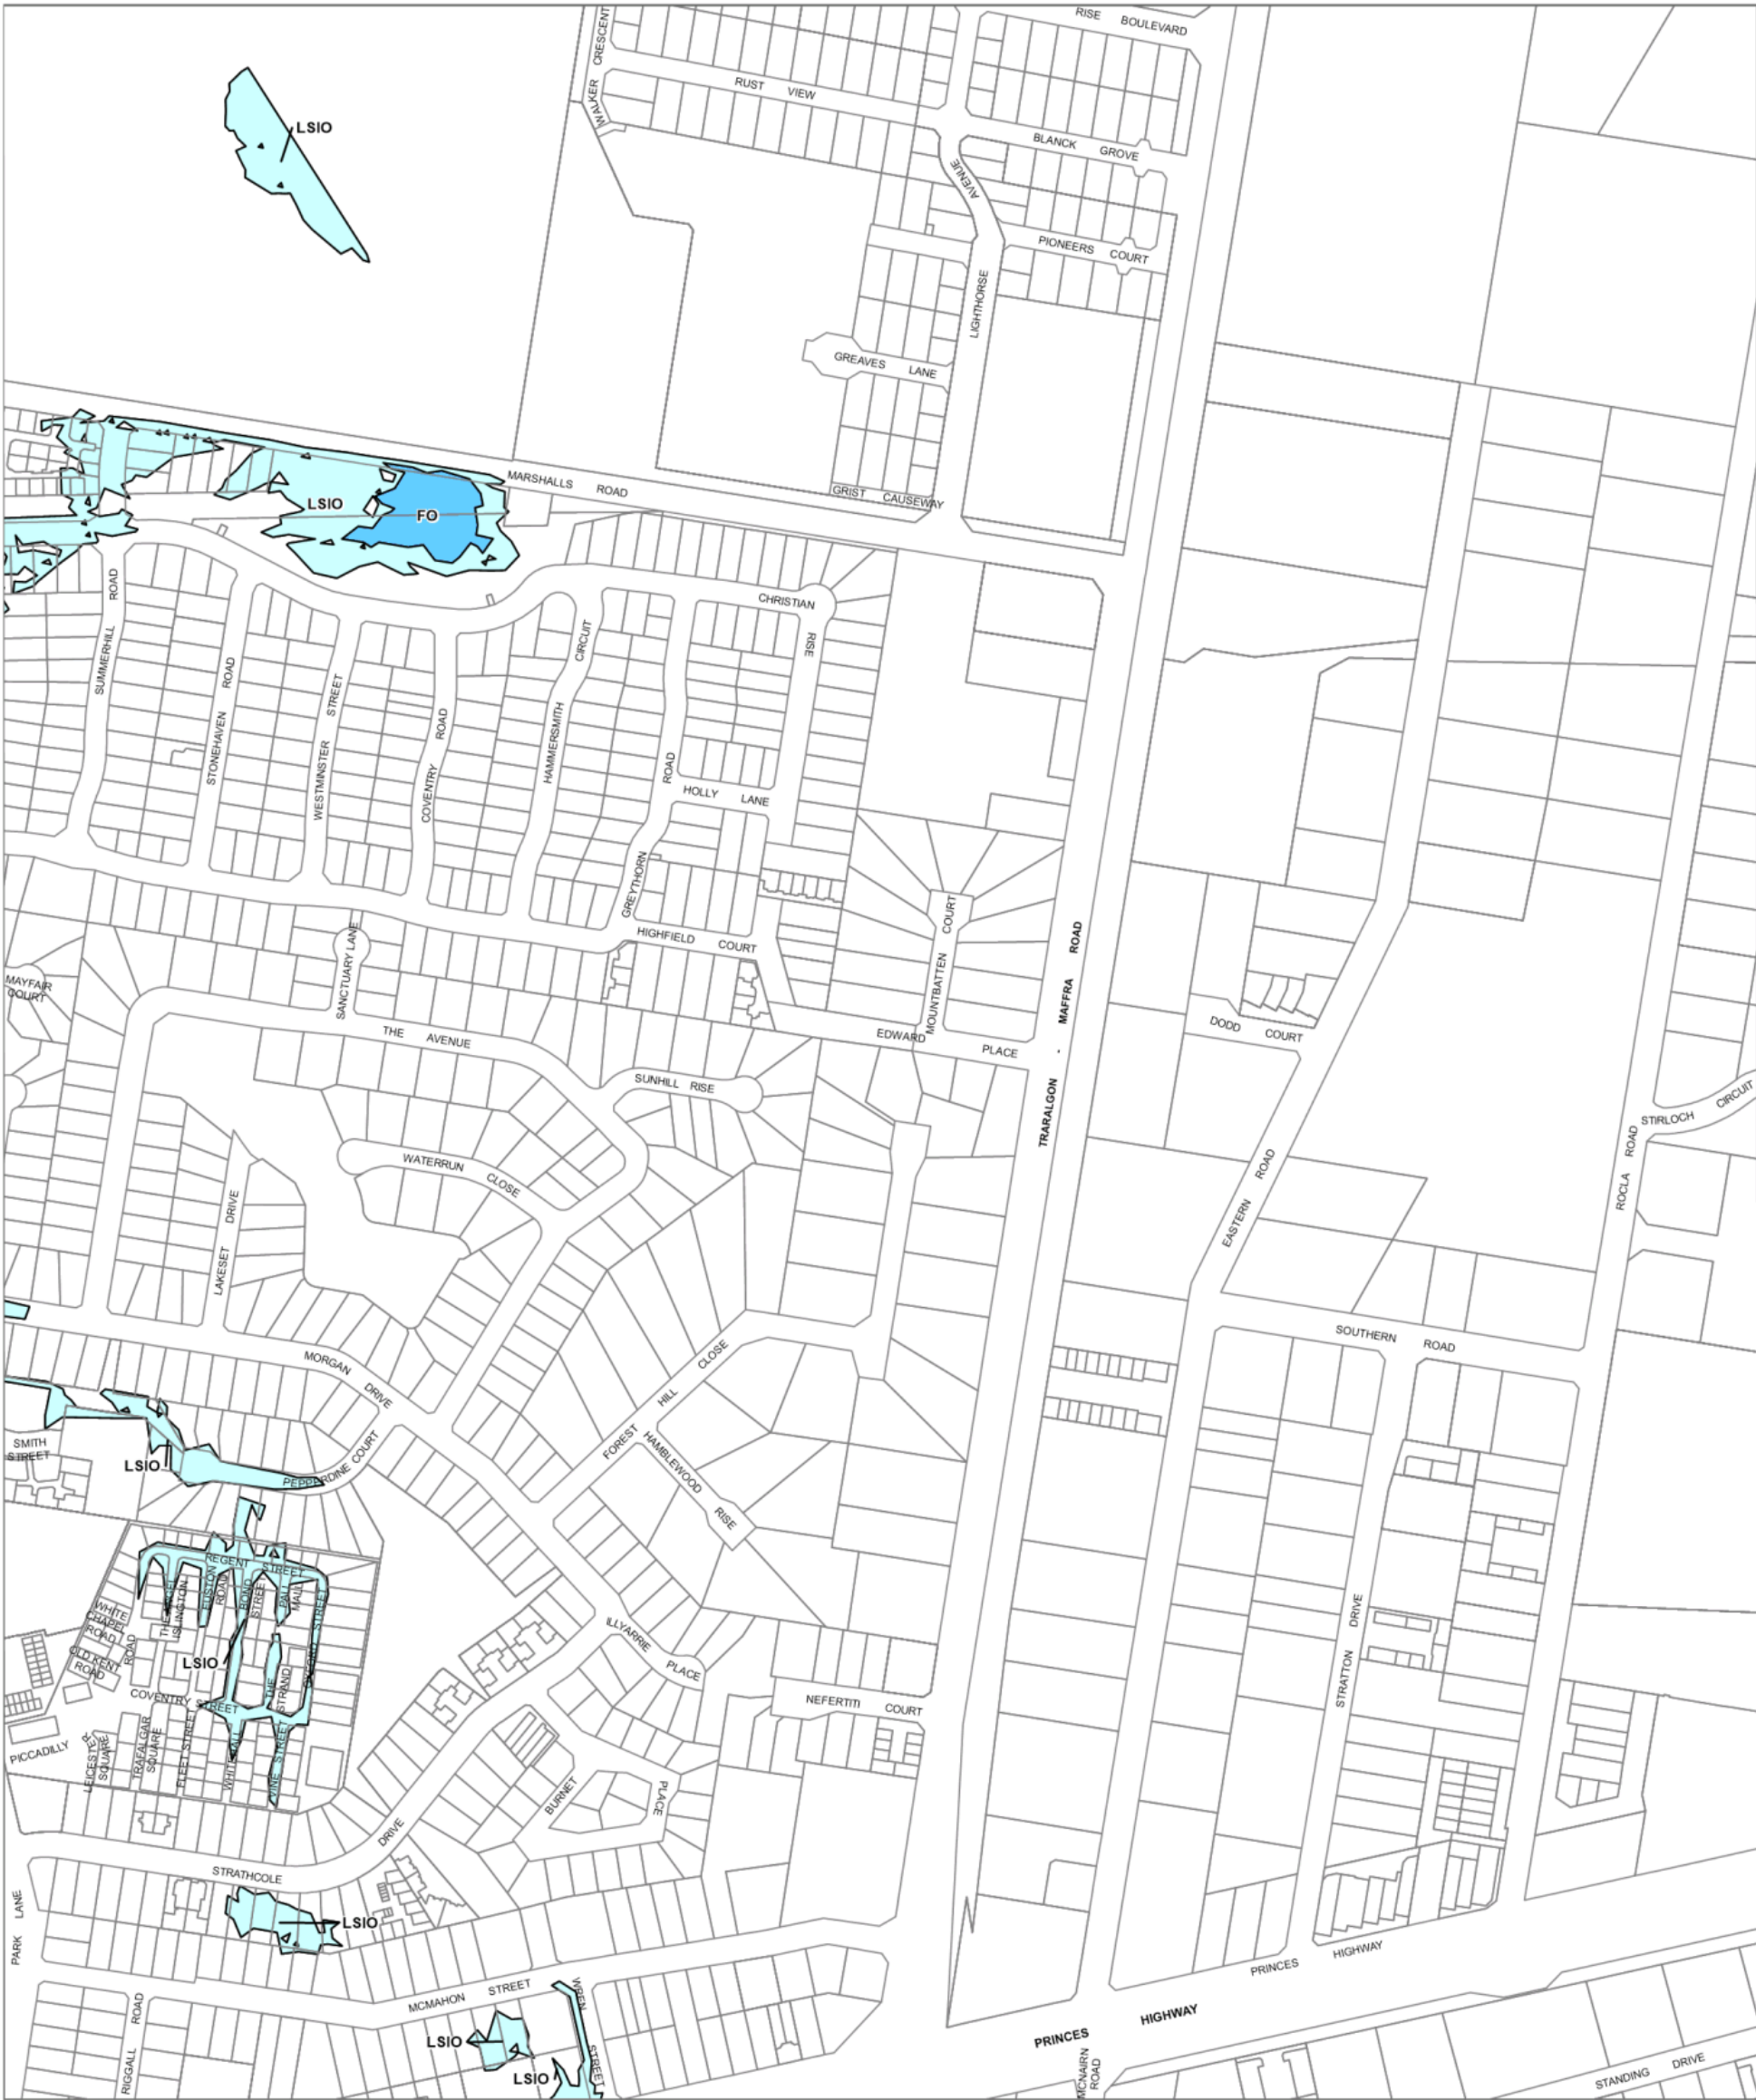 RISE BOULEVARD
WALKER CRESCENT
RUST VIEW
LSIO
BLANCK GROVE
AVENUE
PIONEERS COURT
LIGHTHORSE
GREAVES LANE
MARSHALLS ROAD
GRIST CAUSEWAY
LSIO
FO
SUMMERHILL ROAD
CHRISTIAN
RISE
STONEHAVEN ROAD
WESTMINSTER STREET
COVENTRY ROAD
HAMMERSMITH CIRCUIT
ROAD
HOLLY LANE
GREYTHORN
HIGHFIELD COURT
SANCTUARY LANE
MOUNTBATTEN COURT
MAYFAIR
COURT
THE AVENUE
EDWARD PLACE
TRARALGON - MAFFRA ROAD
DODD COURT
SUNHILL RISE
STIRLOCH CIRCUIT
WATERRUN CLOSE
LAKESET DRIVE
EASTERN ROAD
ROCLA ROAD
MORGAN DRIVE
SOUTHERN ROAD
FOREST HILL CLOSE
HAMBLEWOOD RISE
SMITH
STREET
LSIO
PEPPERDINE COURT
REGENT STREET
THE
ISLINGTON
EUSTON
ROAD
BOND
STREET
PALL
MALL
OXFORD STREET
WHITE
CHAPEL
ROAD
ROAD
OLD KENT
ROAD
LSIO
THE
STRAND
COVENTRY STREET
ILLYARRIE PLACE
NEFERTITI COURT
STRATTON DRIVE
PICCADILLY
LEICESTER
SQUARE
TRAFALGAR
SQUARE
FLEET STREET
WHITEHALL
VINE STREET
BURNET
PLACE
DRIVE
STRATHCOLE
LSIO
PARK LANE
PRINCES HIGHWAY
MCMAHON STREET
WREN STREET
RIGGALL ROAD
LSIO
LSIO
PRINCES HIGHWAY
MCNAIRN
ROAD
STANDING DRIVE